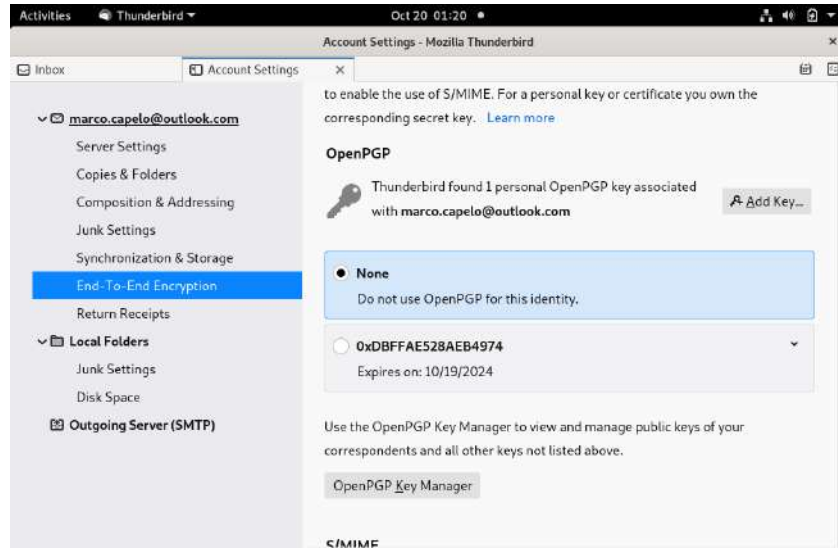 Activities Thunderbird Oct 20 01:20
Account Settings - Mozilla Thunderbird
Inbox Account Settings
marco.capelo@outlook.com
Server Settings
Copies & Folders
Composition & Addressing
Junk Settings
Synchronization & Storage
End-To-End Encryption
Return Receipts
Local Folders
Junk Settings
Disk Space
Outgoing Server (SMTP)
to enable the use of S/MIME. For a personal key or certificate you own the
corresponding secret key. Learn more
OpenPGP
Thunderbird found 1 personal OpenPGP key associated
with marco.capelo@outlook.com
Add Key...
None
Do not use OpenPGP for this identity.
0xDBFFAE528AEB4974
Expires on: 10/19/2024
Use the OpenPGP Key Manager to view and manage public keys of your
correspondents and all other keys not listed above.
OpenPGP Key Manager
S/MIME